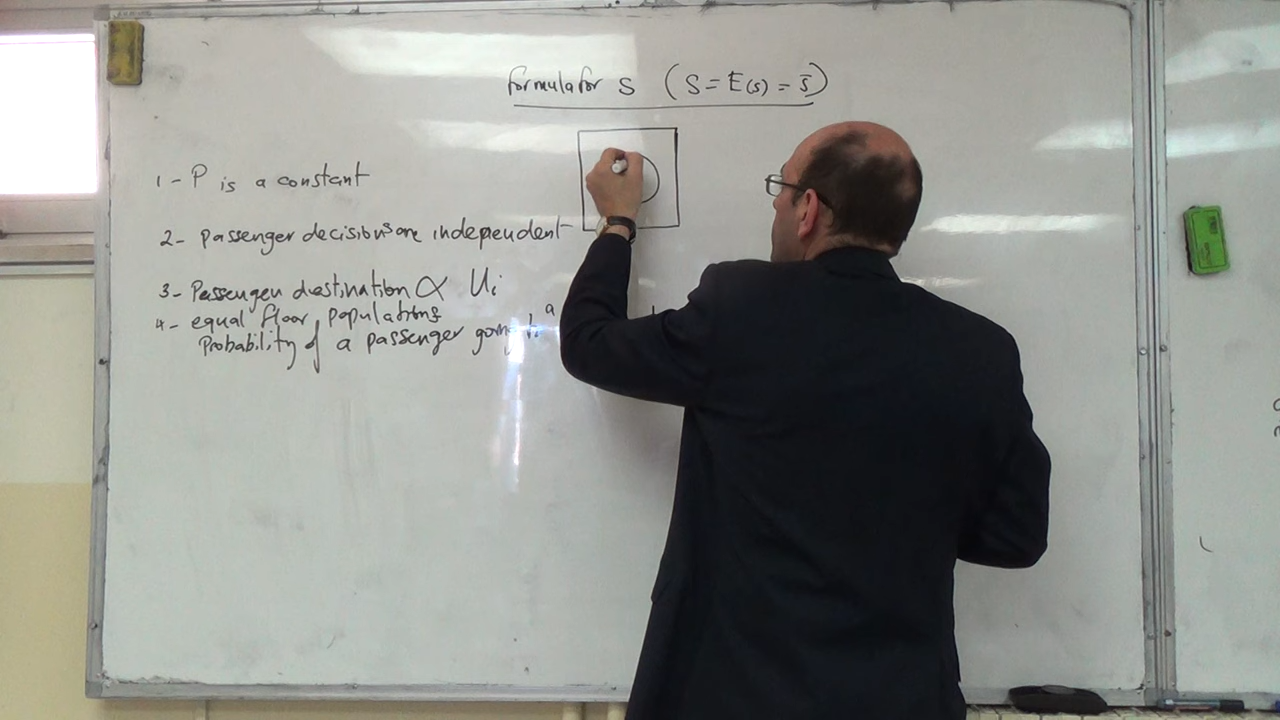 formula for S (S = E(s) = s̄)
1 - P is a constant
2 - passenger decisions are independent
3 - Passenger destination ∝ Ui
4 - equal floor populations
Probability of a passenger going to a